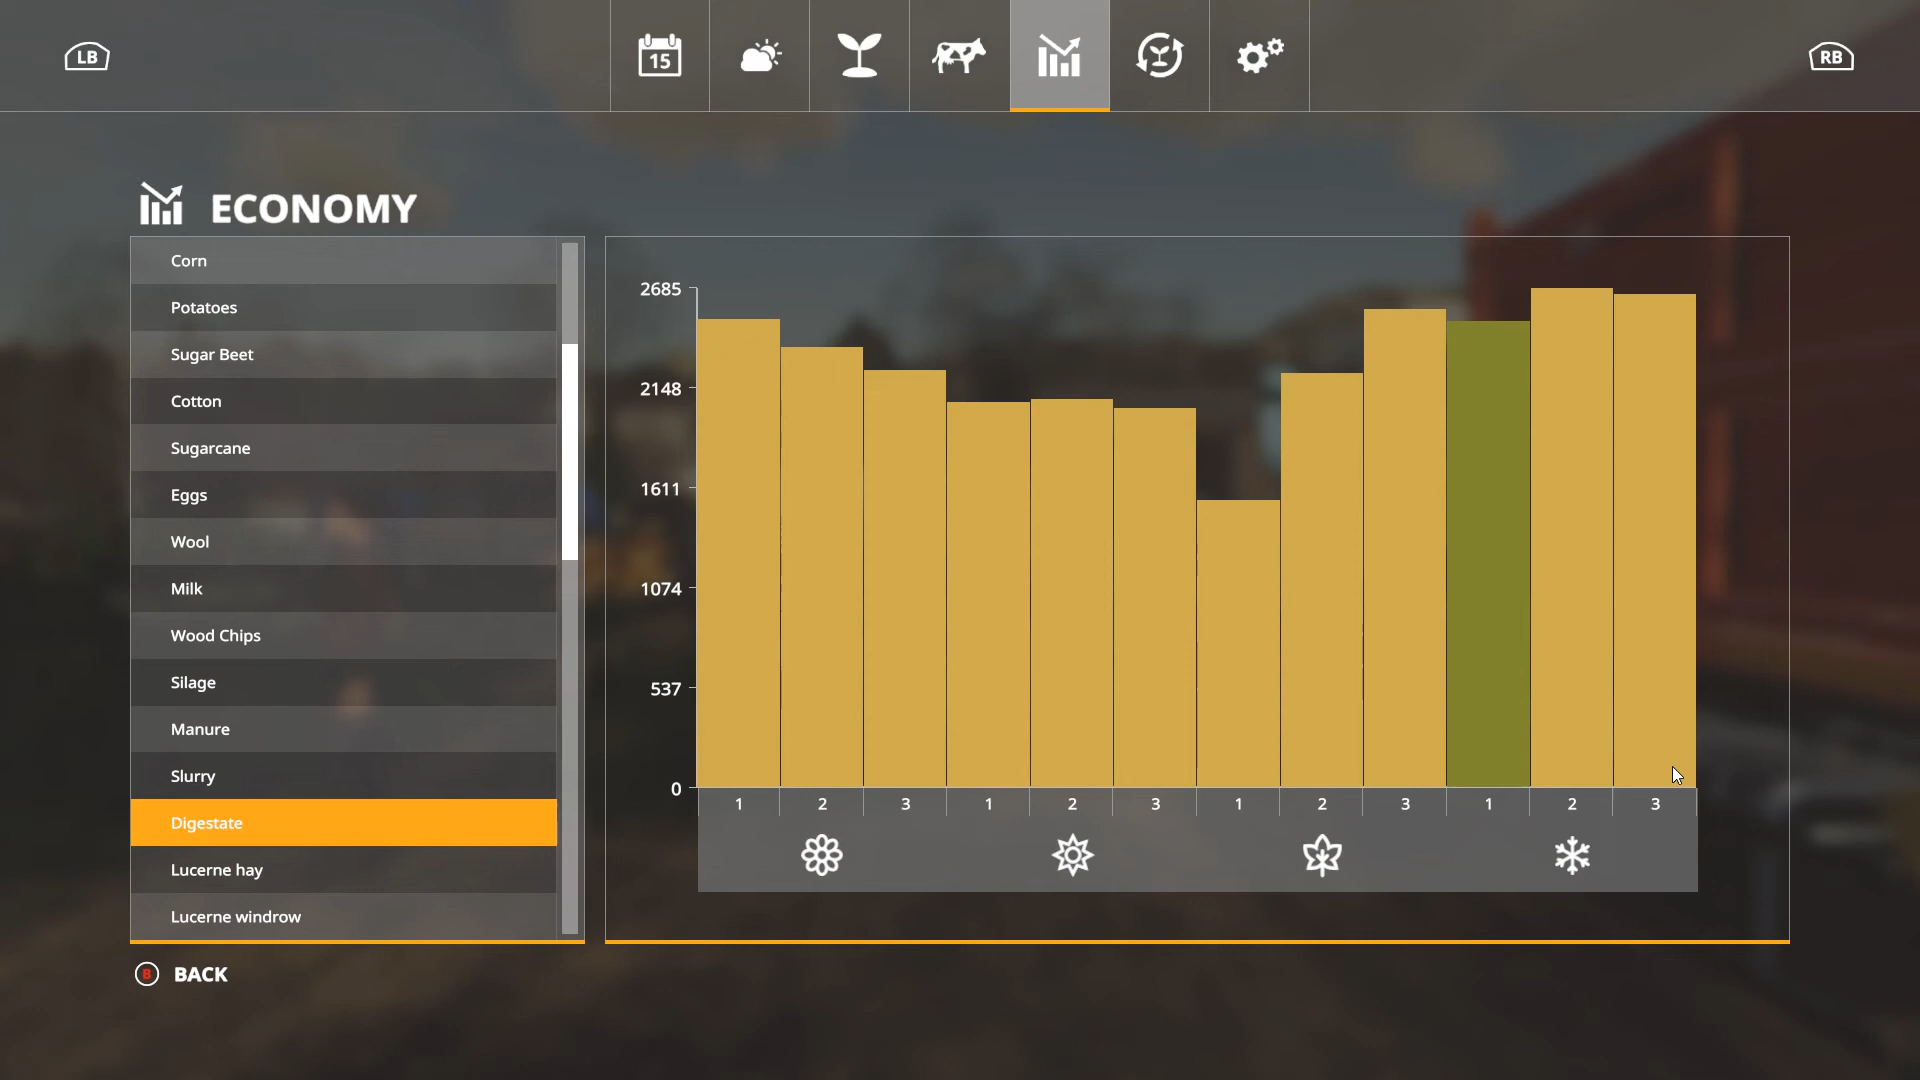 LB
15
RB
ECONOMY
Corn
Potatoes
Sugar Beet
Cotton
Sugarcane
Eggs
Wool
Milk
Wood Chips
Silage
Manure
Slurry
Digestate
Lucerne hay
Lucerne windrow
2685
2148
1611
1074
537
0
1 2 3 1 2 3 1 2 3 1 2 3
B BACK